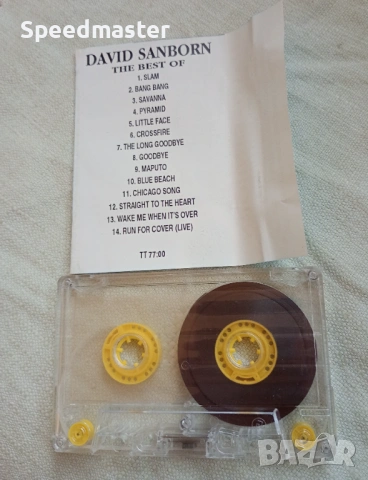 Speedmaster
DAVID SANBORN
THE BEST OF
1. SLAM
2. BANG BANG
3. SAVANNA
4. PYRAMID
5. LITTLE FACE
6. CROSSFIRE
7. THE LONG GOODBYE
8. GOODBYE
9. MAPUTO
10. BLUE BEACH
11. CHICAGO SONG
12. STRAIGHT TO THE HEART
13. WAKE ME WHEN IT'S OVER
14. RUN FOR COVER (LIVE)
TT 77:00
Speedmaster
BAZAR